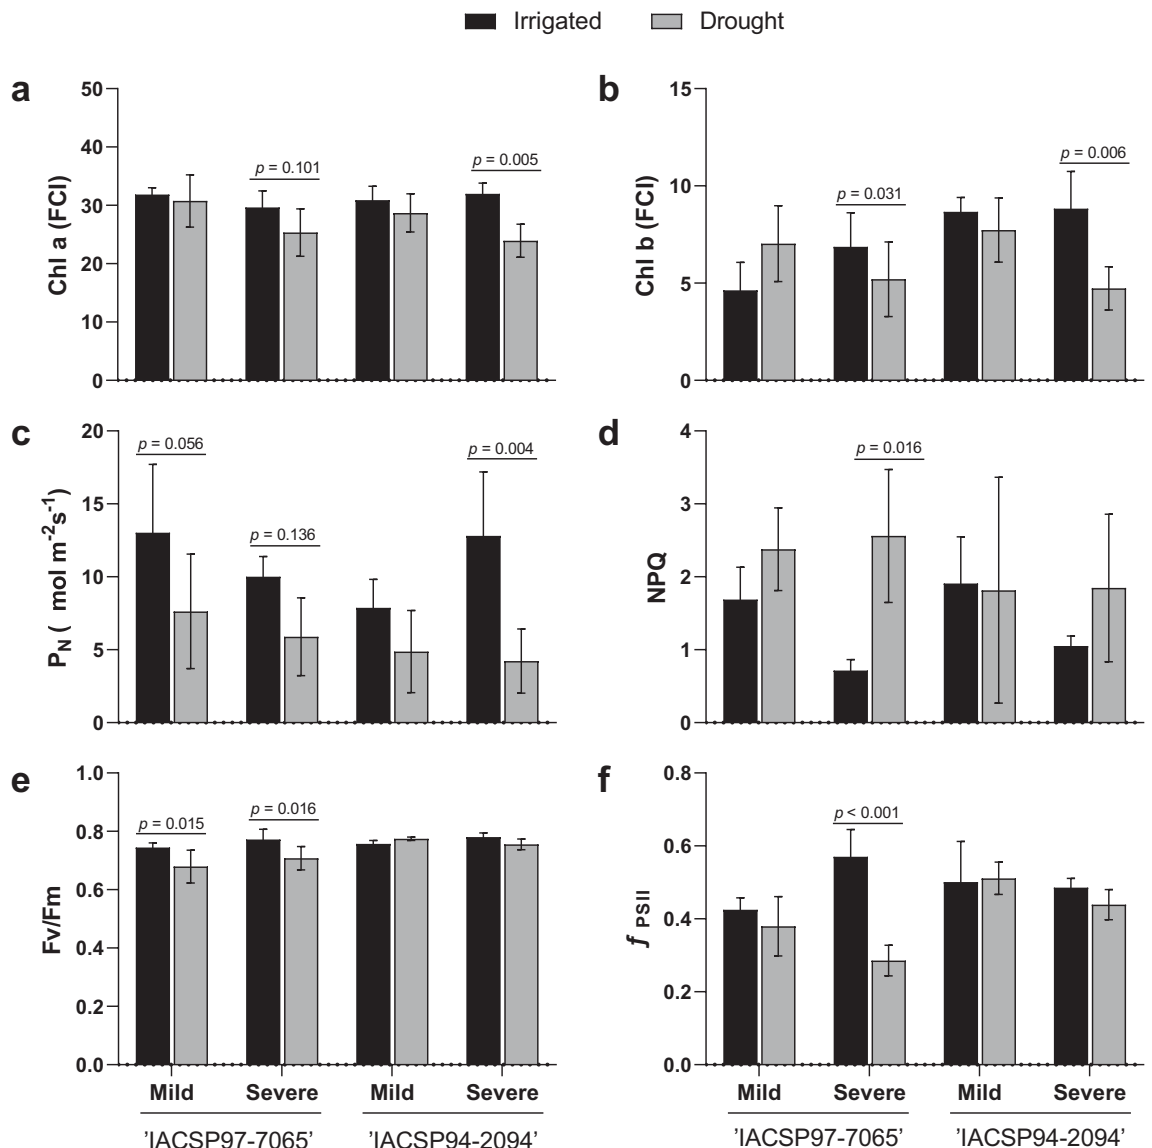 Irrigated Drought
a
50
40
30
20
10
0
Chl a (FCI)
p = 0.101
p = 0.005
b
15
10
5
0
Chl b (FCI)
p = 0.031
p = 0.006
c
20
15
10
5
0
PN ( mol m-2s-1)
p = 0.056
p = 0.136
p = 0.004
d
4
3
2
1
0
NPQ
p = 0.016
e
1.0
0.8
0.6
0.4
0.2
0.0
Fv/Fm
p = 0.015
p = 0.016
Mild Severe Mild Severe
'IACSP97-7065' 'IACSP94-2094'
f
0.8
0.6
0.4
0.2
0.0
ƒ PSII
p < 0.001
Mild Severe Mild Severe
'IACSP97-7065' 'IACSP94-2094'